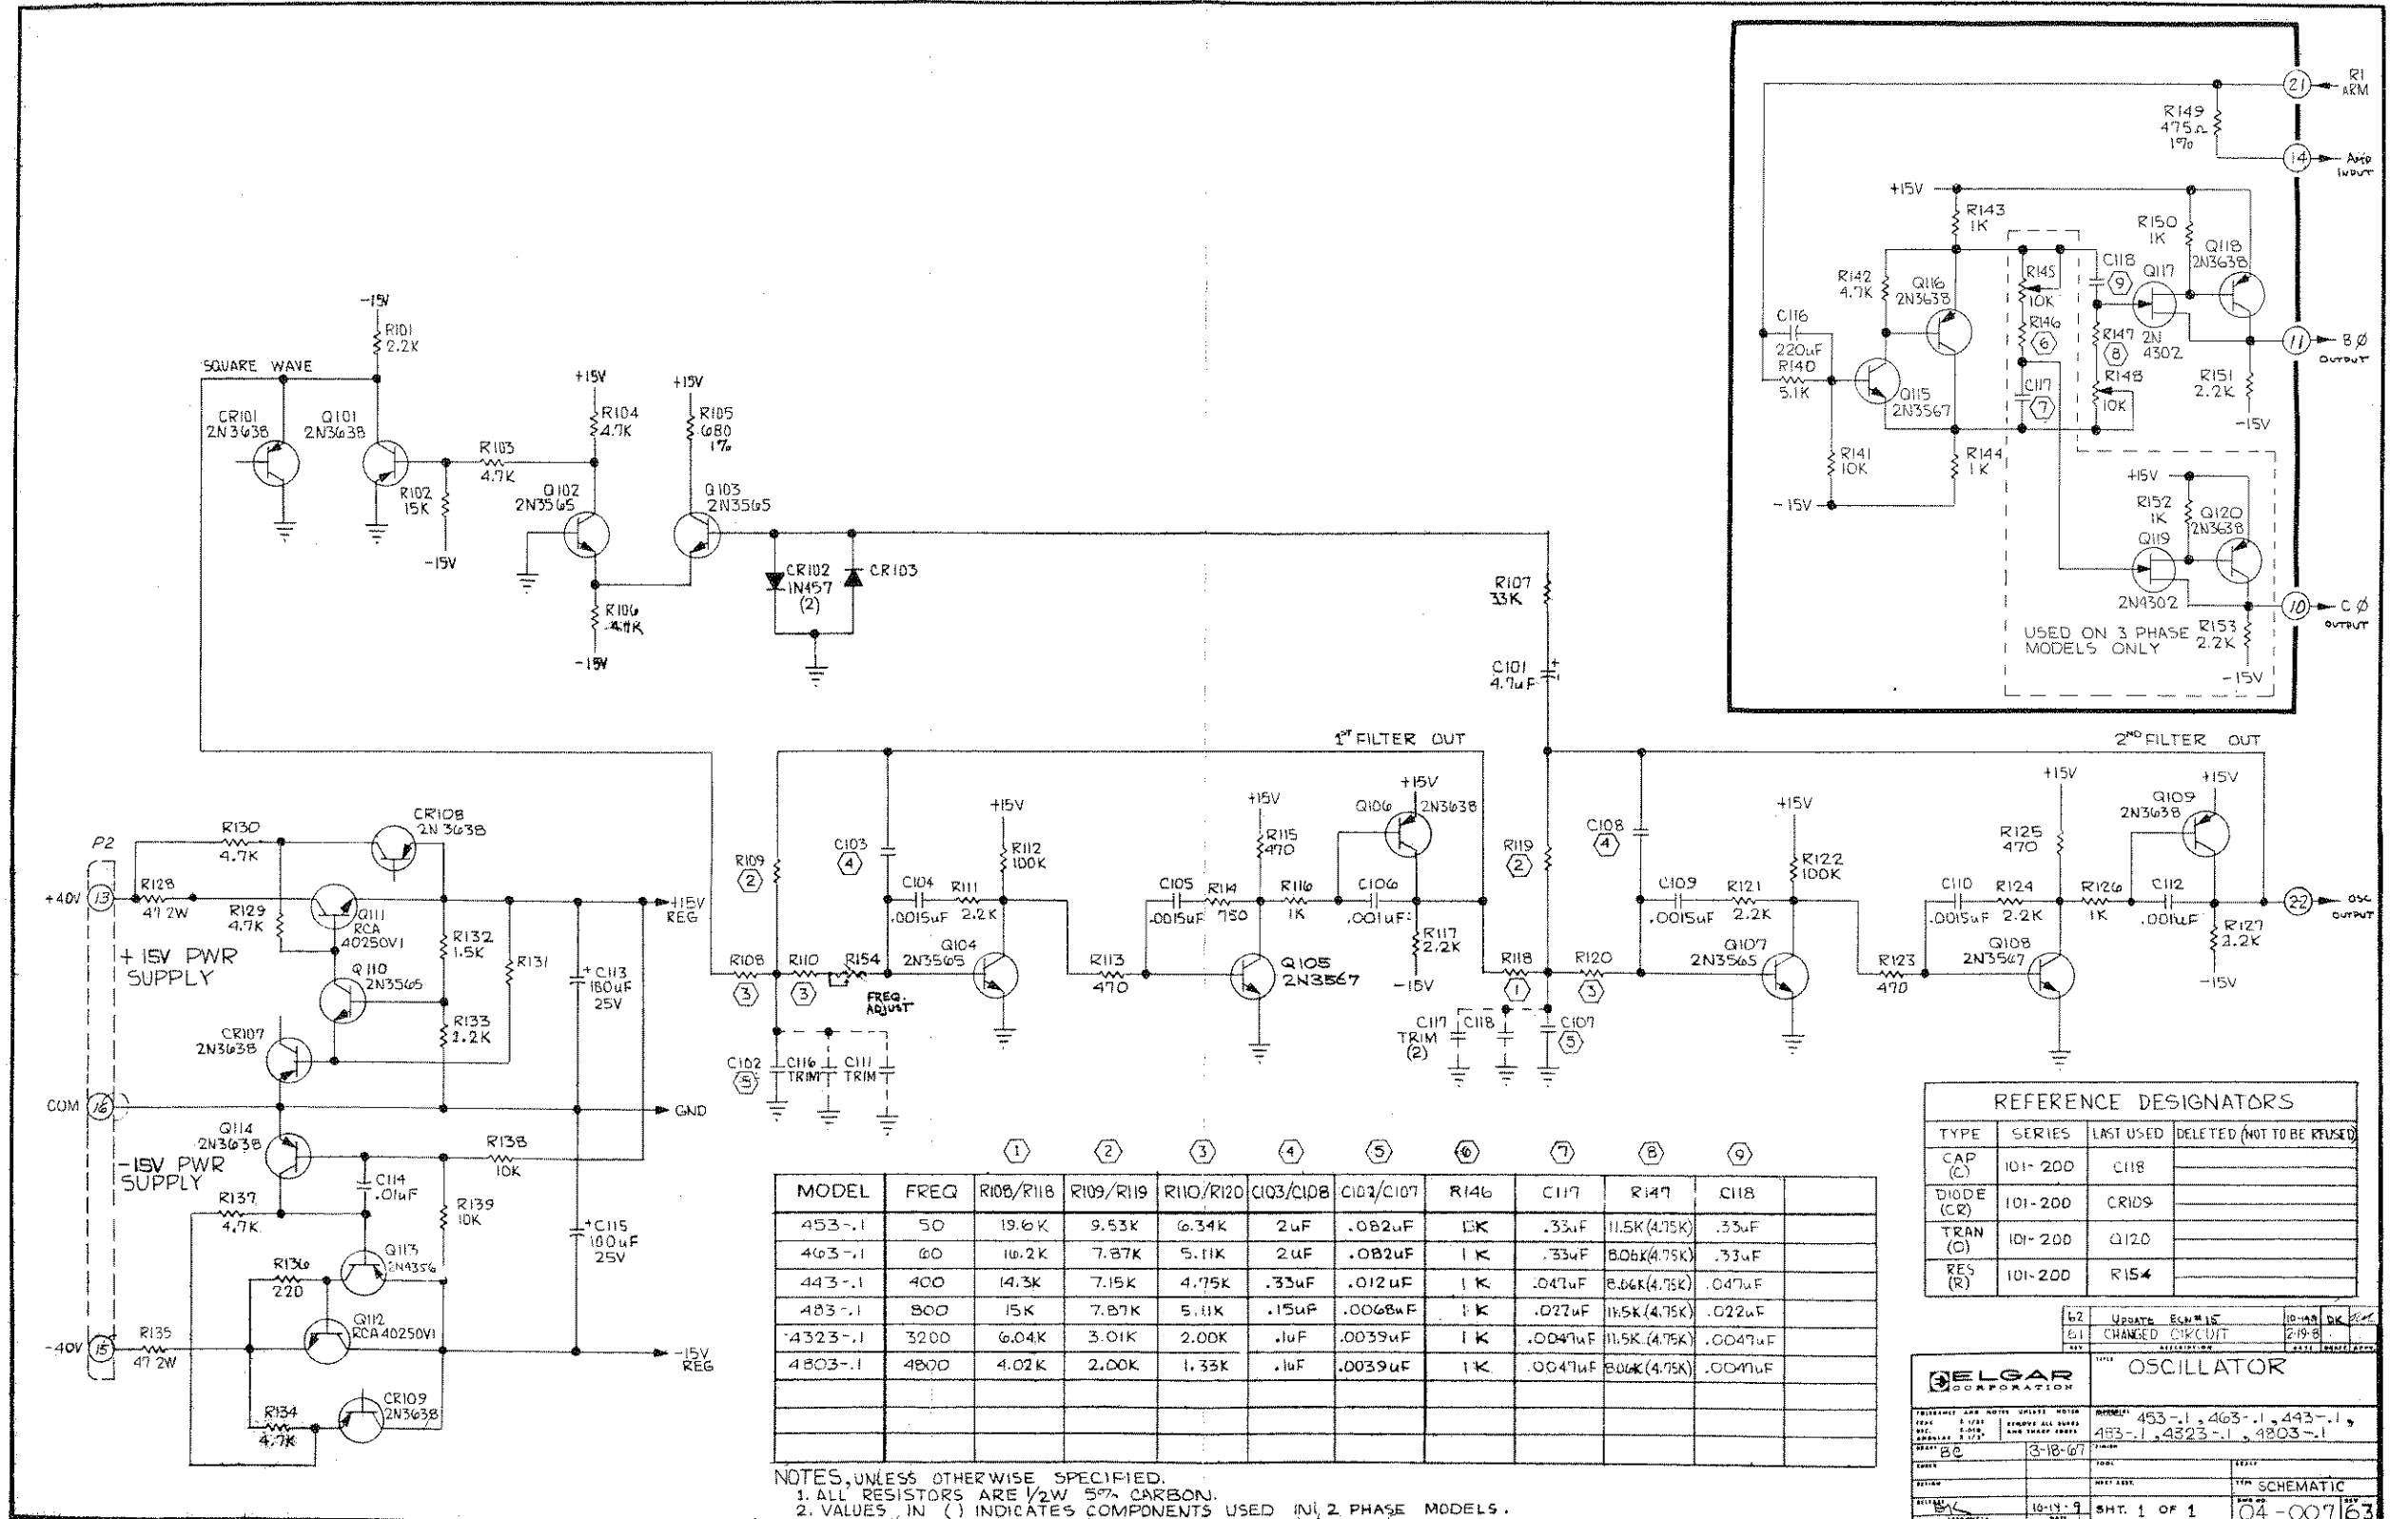 R1
ARM
21
R149
475Ω
1%
14
AMP
INPUT
+15V
R143
1K
R150
1K
Q118
2N3638
C118
9
Q117
2N
4302
R142
4.7K
Q116
2N3638
R145
10K
R146
6
R147
8
C117
7
R148
10K
11
BØ
OUTPUT
R151
2.2K
-15V
C116
220uF
R140
5.1K
Q115
2N3567
R141
10K
R144
1K
-15V
+15V
R152
1K
Q120
2N3638
Q119
2N4302
10
CØ
OUTPUT
R153
2.2K
-15V
USED ON 3 PHASE
MODELS ONLY
-15V
R101
2.2K
SQUARE WAVE
CR101
2N3638
Q101
2N3638
R102
15K
-15V
R103
4.7K
+15V
R104
4.7K
+15V
R105
680
1%
Q102
2N3565
Q103
2N3565
R106
-15V
CR102
1N457
(2)
CR103
R107
33K
C101
4.7uF
+
1ST FILTER OUT
2ND FILTER OUT
P2
+40V
13
R130
4.7K
CR108
2N3638
R128
47 2W
R129
4.7K
Q111
RCA
40250V1
+15V PWR
SUPPLY
Q110
2N3565
R132
1.5K
R131
+15V
REG
+ C113
180uF
25V
CR107
2N3638
R133
2.2K
COM
16
GND
Q114
2N3638
R138
10K
-15V PWR
SUPPLY
C114
.01uF
R137
4.7K
R139
10K
+ C115
180uF
25V
R136
220
Q113
2N4356
Q112
RCA 40250V1
-40V
15
R135
47 2W
-15V
REG
R134
4.7K
CR109
2N3638
R109
2
C103
4
C104
.0015uF
R111
2.2K
+15V
R112
100K
R108
3
R110
3
R154
FREQ.
ADJUST
Q104
2N3565
C102
5
C116
TRIM
C111
TRIM
R113
470
C105
.0015uF
R114
750
+15V
R115
470
R116
1K
Q105
2N3567
Q106
2N3638
+15V
C106
.001uF
R117
2.2K
-15V
R118
1
R119
2
R120
3
C117
TRIM
(2)
C118
C107
5
C108
4
C109
.0015uF
R121
2.2K
+15V
R122
100K
Q107
2N3565
R123
470
C110
.0015uF
R124
2.2K
+15V
R125
470
R126
1K
Q108
2N3567
Q109
2N3638
+15V
C112
.001uF
R127
2.2K
-15V
22
OSC
OUTPUT
1 2 3 4 5 6 7 8 9
MODEL FREQ R108/R118 R109/R119 R110/R120 C103/C108 C102/C107 R146 C117 R147 C118
453-.1 50 19.6K 9.53K 6.34K 2uF .082uF 1K .33uF 11.5K(4.75K) .33uF
463-.1 60 16.2K 7.87K 5.11K 2uF .082uF 1K .33uF 8.06K(4.75K) .33uF
443-.1 400 14.3K 7.15K 4.75K .33uF .012uF 1K .047uF 8.06K(4.75K) .047uF
483-.1 800 15K 7.87K 5.11K .15uF .0068uF 1K .022uF 11.5K(4.75K) .022uF
4323-.1 3200 6.04K 3.01K 2.00K .1uF .0039uF 1K .0047uF 11.5K(4.75K) .0047uF
4803-.1 4800 4.02K 2.00K 1.33K .1uF .0039uF 1K .0047uF 8.06K(4.75K) .0047uF
NOTES, UNLESS OTHERWISE SPECIFIED.
1. ALL RESISTORS ARE 1/2W 5% CARBON.
2. VALUES IN () INDICATES COMPONENTS USED IN 2 PHASE MODELS.
REFERENCE DESIGNATORS
TYPE SERIES LAST USED DELETED (NOT TO BE REUSED)
CAP (C) 101-200 C118
DIODE (CR) 101-200 CR109
TRAN (Q) 101-200 Q120
RES (R) 101-200 R154
UPDATE DK
CHANGED CIRCUIT
ELGAR
CORPORATION
TITLE
OSCILLATOR
453-.1, 463-.1, 443-.1,
483-.1, 4323-.1, 4803-.1
BC 3-18-67
SCHEMATIC
SHT. 1 OF 1
04-007 63